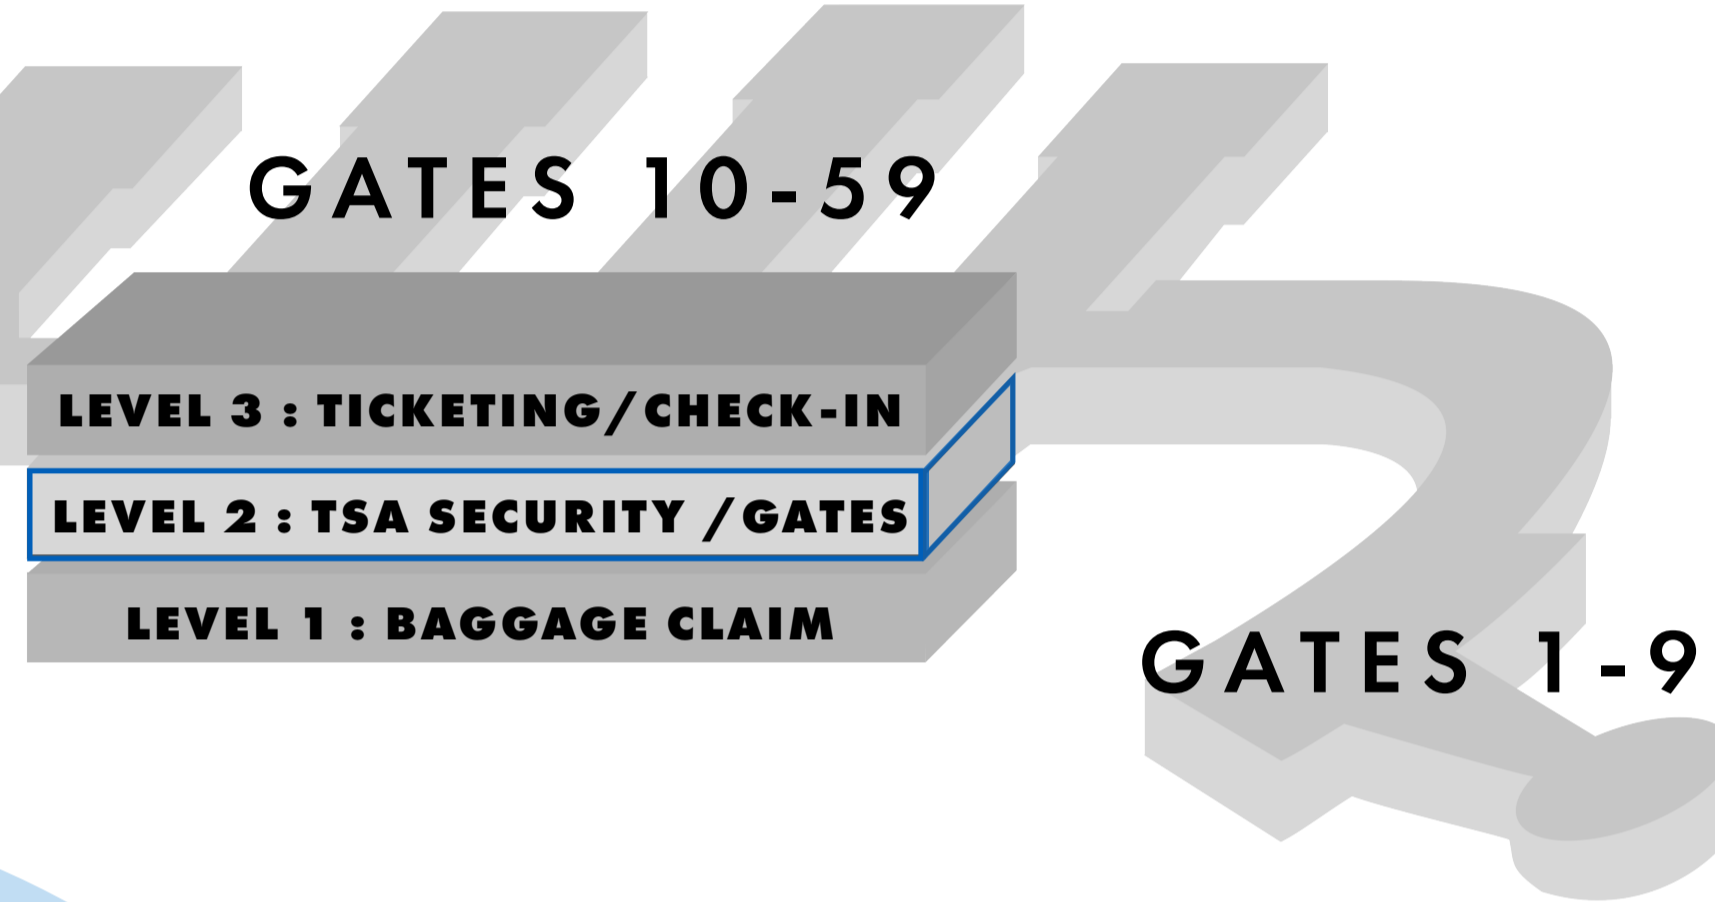 GATES 10-59
LEVEL 3 : TICKETING/CHECK-IN
LEVEL 2 : TSA SECURITY /GATES
LEVEL 1 : BAGGAGE CLAIM
GATES 1-9